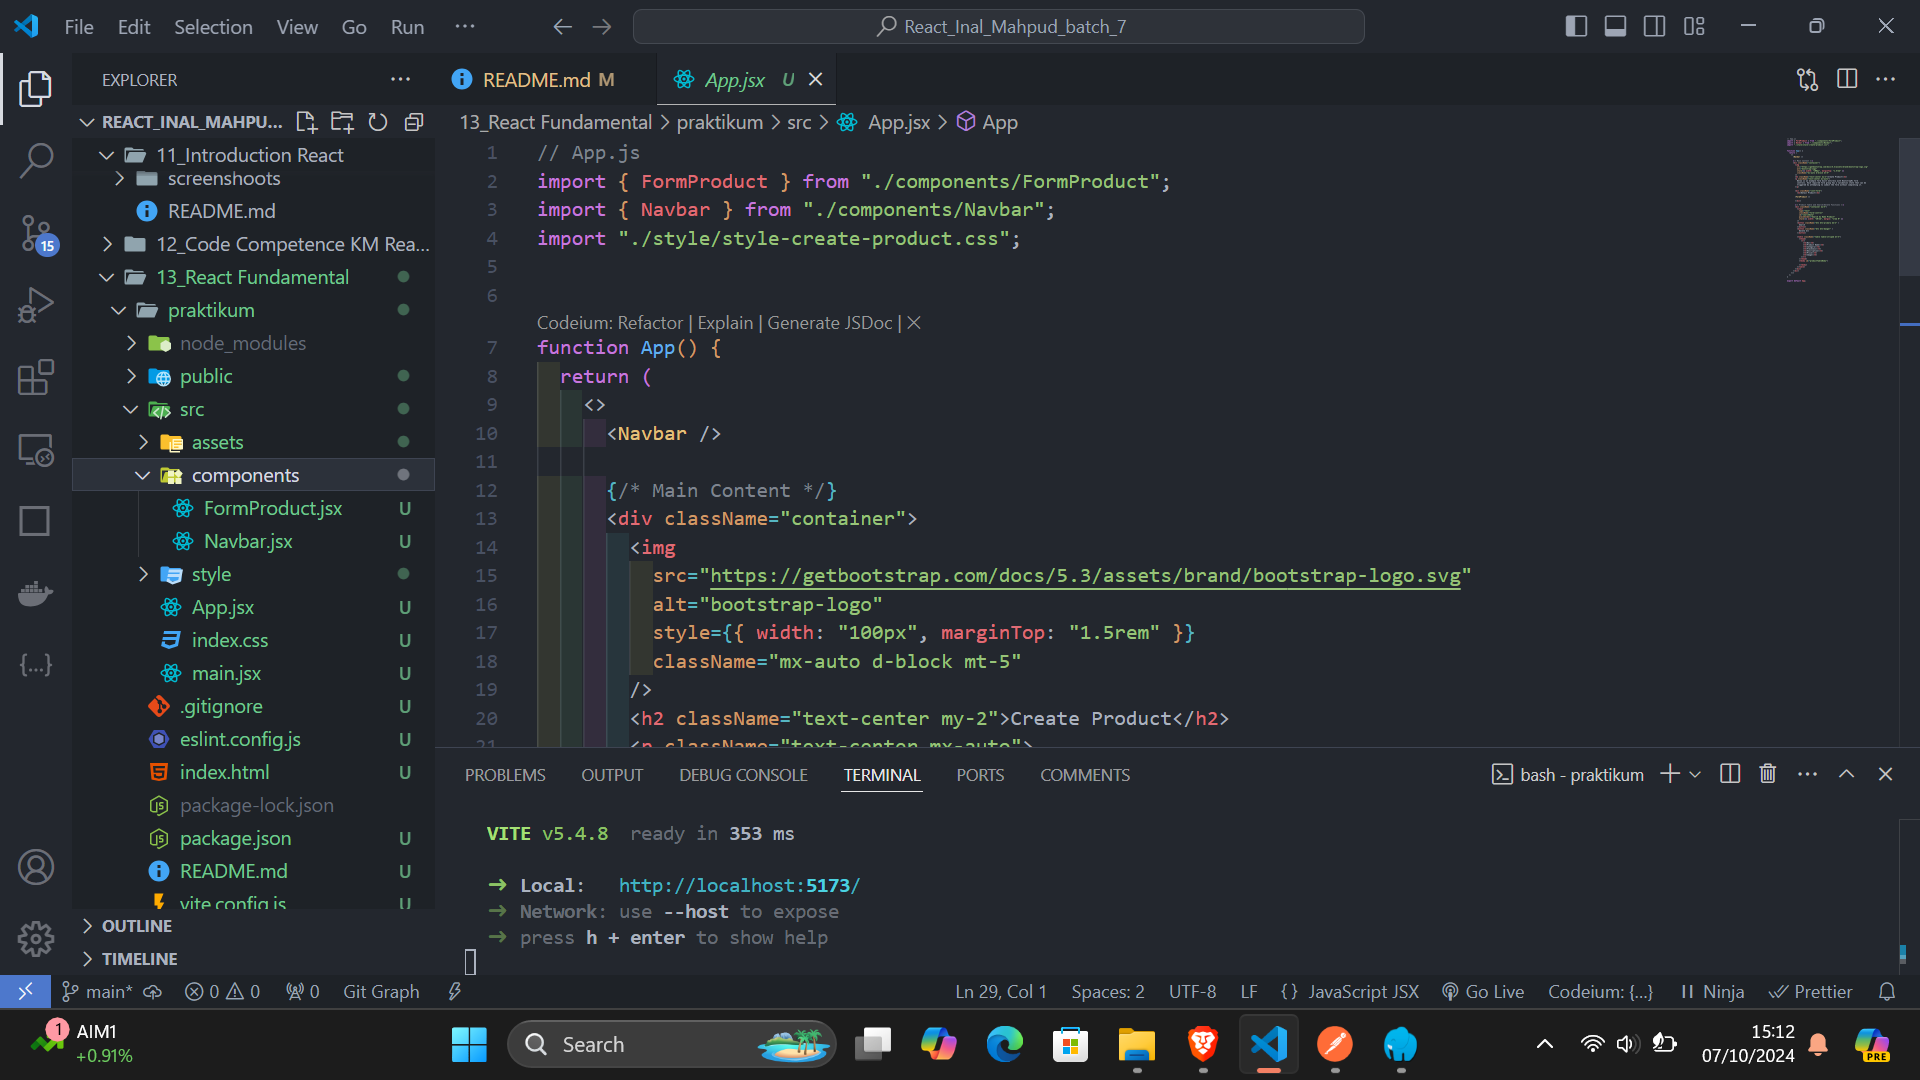 File Edit Selection View Go Run ···
React_Inal_Mahpud_batch_7
EXPLORER
REACT_INAL_MAHPU...
11_Introduction React
screenshoots
README.md
12_Code Competence KM Rea...
13_React Fundamental
praktikum
node_modules
public
src
assets
components
FormProduct.jsx U
Navbar.jsx U
style
App.jsx U
index.css U
main.jsx U
.gitignore U
eslint.config.js U
index.html U
package-lock.json
package.json U
README.md U
vite.config.js U
OUTLINE
TIMELINE
15
README.md M
App.jsx U
13_React Fundamental > praktikum > src > App.jsx > App
1 // App.js
2 import { FormProduct } from "./components/FormProduct";
3 import { Navbar } from "./components/Navbar";
4 import "./style/style-create-product.css";
5
6
Codeium: Refactor | Explain | Generate JSDoc | ✕
7 function App() {
8 return (
9 <>
10 <Navbar />
11
12 {/* Main Content */}
13 <div className="container">
14 <img
15 src="https://getbootstrap.com/docs/5.3/assets/brand/bootstrap-logo.svg"
16 alt="bootstrap-logo"
17 style={{ width: "100px", marginTop: "1.5rem" }}
18 className="mx-auto d-block mt-5"
19 />
20 <h2 className="text-center my-2">Create Product</h2>
21 <p className="text-center mx-auto">
PROBLEMS OUTPUT DEBUG CONSOLE TERMINAL PORTS COMMENTS
bash - praktikum
VITE v5.4.8 ready in 353 ms
➜ Local: http://localhost:5173/
➜ Network: use --host to expose
➜ press h + enter to show help
main* 0 0 0 Git Graph
Ln 29, Col 1 Spaces: 2 UTF-8 LF {} JavaScript JSX Go Live Codeium: {...} Ninja Prettier
1
AIM1
+0.91%
Search
15:12
07/10/2024
PRE